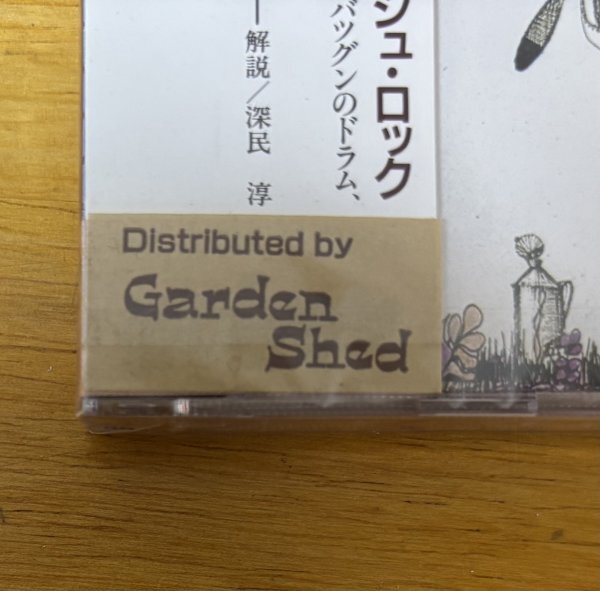 シュ・ロック
バツグンのドラム、
―解説／深民 淳
Distributed by
Garden
Shed